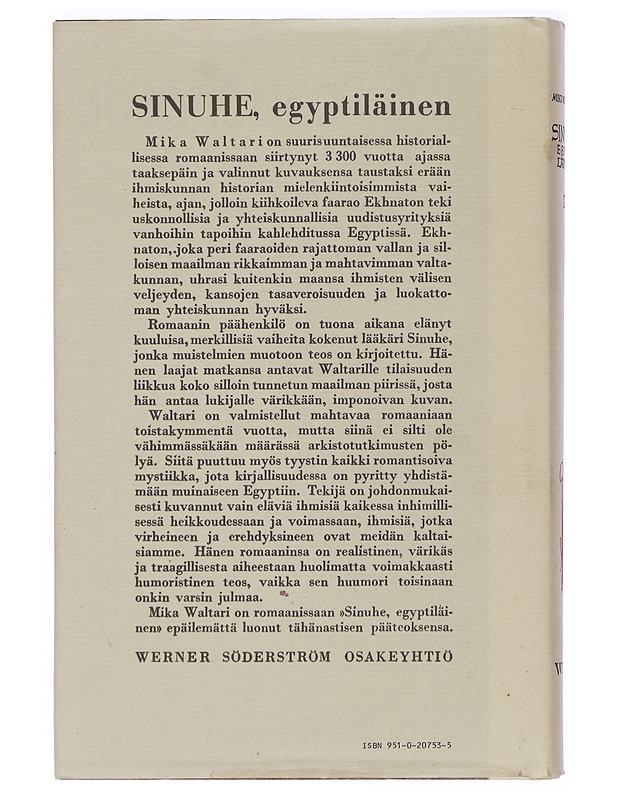 SINUHE, egyptiläinen
Mika Waltari on suurisuuntaisessa historial-
lisessa romaanissaan siirtynyt 3 300 vuotta ajassa
taaksepäin ja valinnut kuvauksensa taustaksi erään
ihmiskunnan historian mielenkiintoisimmista vai-
heista, ajan, jolloin kiihkoileva faarao Ekhnaton teki
uskonnollisia ja yhteiskunnallisia uudistusyrityksiä
vanhoihin tapoihin kahlehditussa Egyptissä. Ekh-
naton, joka peri faaraoiden rajattoman vallan ja sil-
loisen maailman rikkaimman ja mahtavimman valta-
kunnan, uhrasi kuitenkin maansa ihmisten välisen
veljeyden, kansojen tasaveroisuuden ja luokatto-
man yhteiskunnan hyväksi.
Romaanin päähenkilö on tuona aikana elänyt
kuuluisa, merkillisiä vaiheita kokenut lääkäri Sinuhe,
jonka muistelmien muotoon teos on kirjoitettu. Hä-
nen laajat matkansa antavat Waltarille tilaisuuden
liikkua koko silloin tunnetun maailman piirissä, josta
hän antaa lukijalle värikkään, imponoivan kuvan.
Waltari on valmistellut mahtavaa romaaniaan
toistakymmentä vuotta, mutta siinä ei silti ole
vähimmässäkään määrässä arkistotutkimusten pö-
lyä. Siitä puuttuu myös tyystin kaikki romantisoiva
mystiikka, jota kirjallisuudessa on pyritty yhdistä-
mään muinaiseen Egyptiin. Tekijä on johdonmukai-
sesti kuvannut vain eläviä ihmisiä kaikessa inhimilli-
sessä heikkoudessaan ja voimassaan, ihmisiä, jotka
virheineen ja erehdyksineen ovat meidän kaltai-
siamme. Hänen romaaninsa on realistinen, värikäs
ja traagillisesta aiheestaan huolimatta voimakkaasti
humoristinen teos, vaikka sen huumori toisinaan
onkin varsin julmaa.
Mika Waltari on romaanissaan »Sinuhe, egyptiläi-
nen» epäilemättä luonut tähänastisen pääteoksensa.
WERNER SÖDERSTRÖM OSAKEYHTIÖ
ISBN 951-0-20753-5